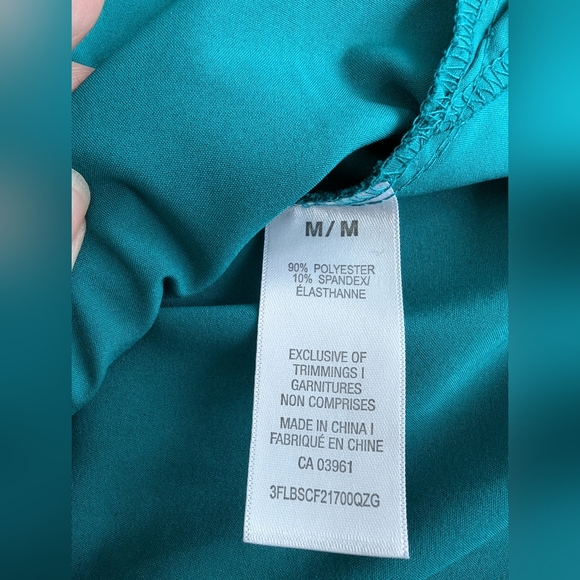 M/M
90% POLYESTER
10% SPANDEX/
ÉLASTHANNE
EXCLUSIVE OF
TRIMMINGS I
GARNITURES
NON COMPRISES
MADE IN CHINA I
FABRIQUÉ EN CHINE
CA 03961
3FLBSCF21700QZG